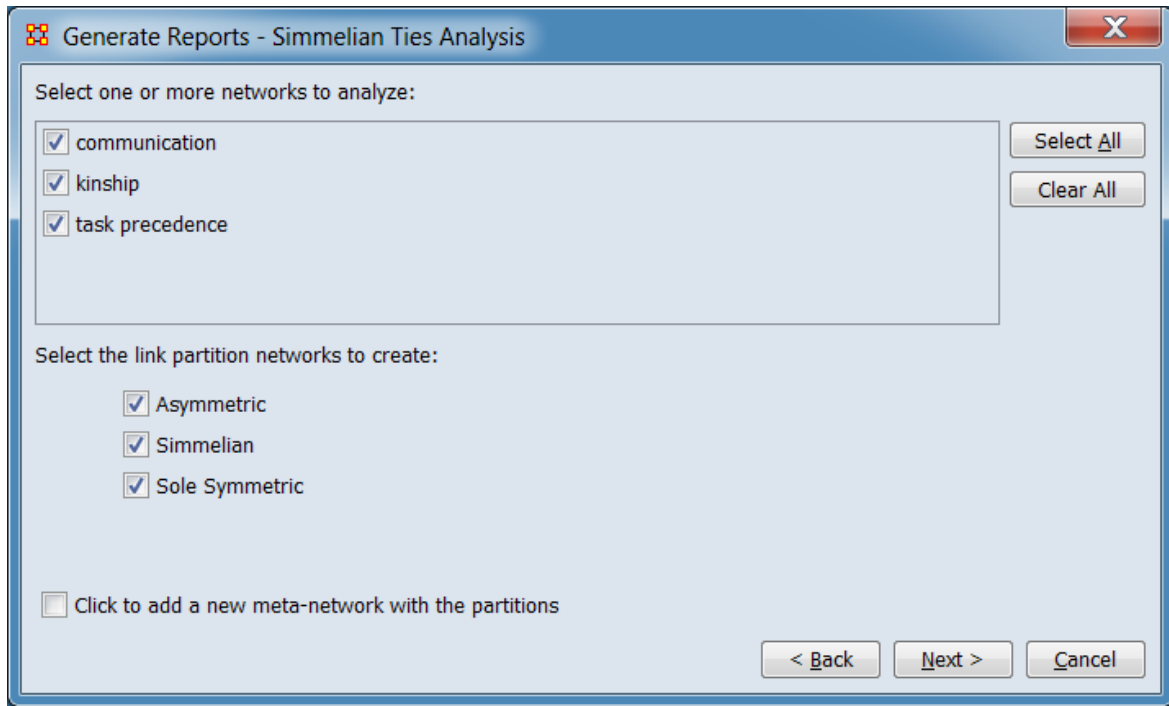 Generate Reports - Simmelian Ties Analysis
X
Select one or more networks to analyze:
communication
Select All
kinship
Clear All
task precedence
Select the link partition networks to create:
Asymmetric
Simmelian
Sole Symmetric
Click to add a new meta-network with the partitions
< Back Next > Cancel